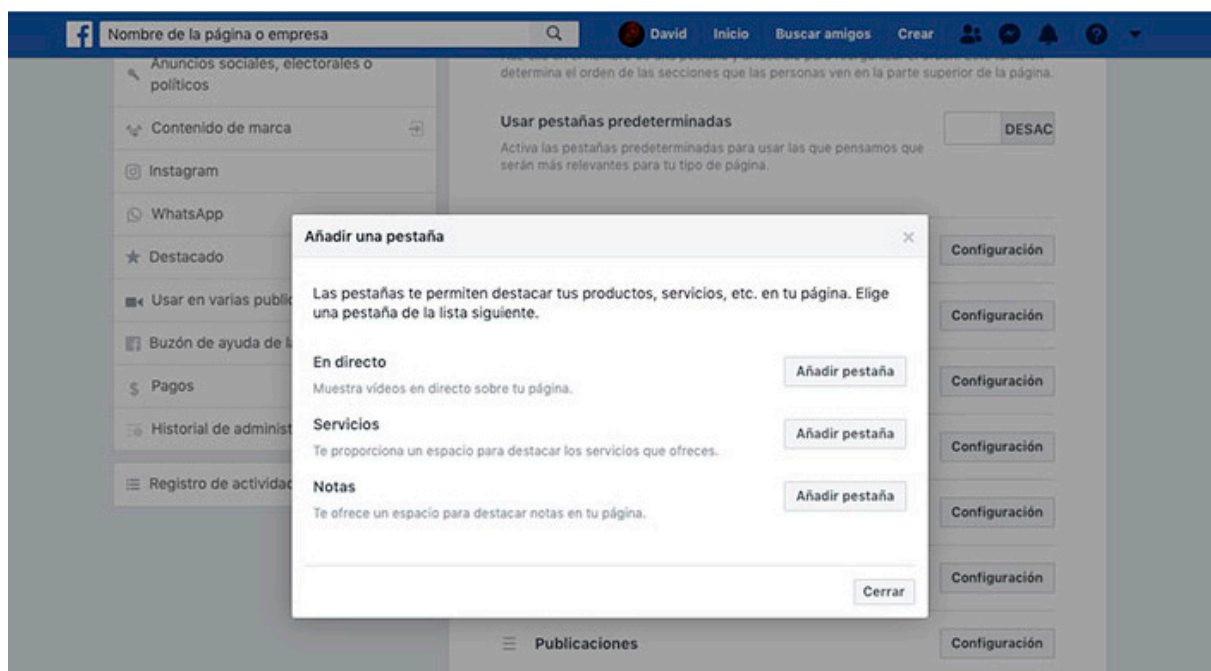 f
Nombre de la página o empresa
David Inicio Buscar amigos Crear
Anuncios sociales, electorales o
políticos
Contenido de marca
Instagram
WhatsApp
Destacado
Usar en varias public
Buzón de ayuda de l
Pagos
Historial de administ
Registro de actividad
determina el orden de las secciones que las personas ven en la parte superior de la página.
Usar pestañas predeterminadas
DESAC
Activa las pestañas predeterminadas para usar las que pensamos que
serán más relevantes para tu tipo de página.
Añadir una pestaña
Las pestañas te permiten destacar tus productos, servicios, etc. en tu página. Elige
una pestaña de la lista siguiente.
En directo
Muestra vídeos en directo sobre tu página.
Añadir pestaña
Servicios
Te proporciona un espacio para destacar los servicios que ofreces.
Añadir pestaña
Notas
Te ofrece un espacio para destacar notas en tu página.
Añadir pestaña
Cerrar
Configuración
Configuración
Configuración
Configuración
Configuración
Configuración
Publicaciones
Configuración